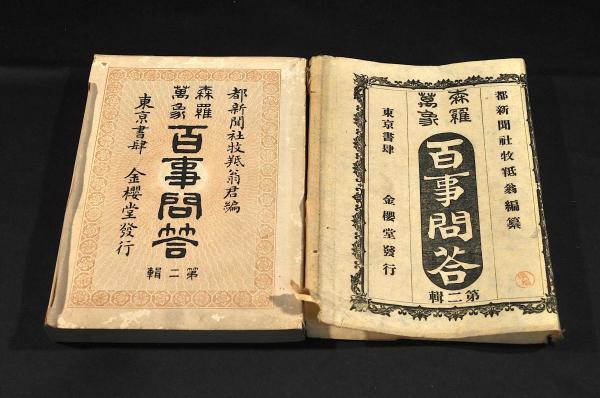 都新聞社牧羝翁君編
森羅
萬象
百事問答
第二輯
東京書肆 金櫻堂發行
都新聞社牧羝翁編纂
森羅
萬象
百事問答
第二輯
東京書肆 金櫻堂發行